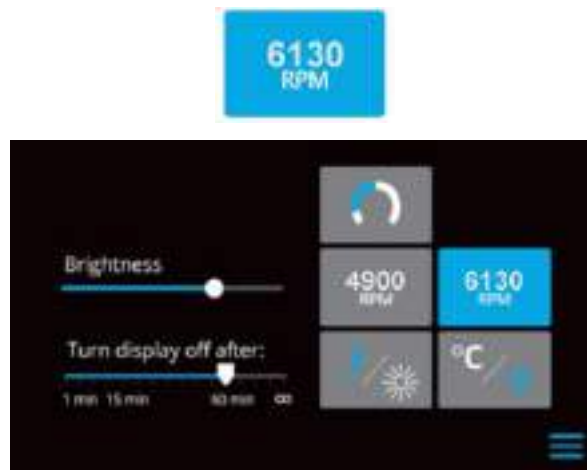 6130
RPM
Brightness
4900
RPM
6130
RPM
Turn display off after:
1 min 15 min 60 min ∞
°C